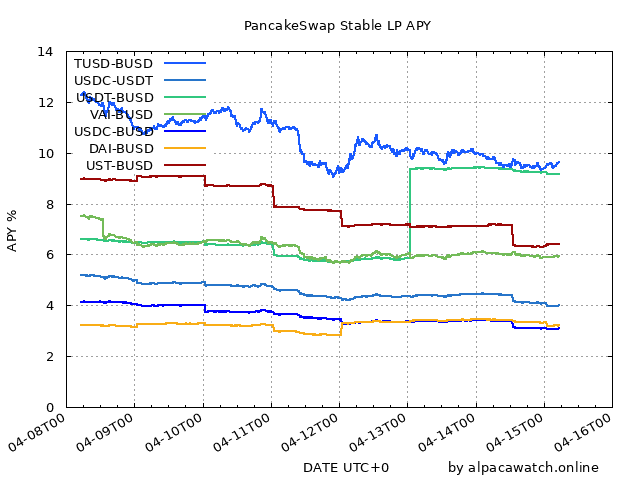 PancakeSwap Stable LP APY
14
12
10
8
6
4
2
0
APY %
TUSD-BUSD
USDC-USDT
USDT-BUSD
VAI-BUSD
USDC-BUSD
DAI-BUSD
UST-BUSD
04-08T00
04-09T00
04-10T00
04-11T00
04-12T00
04-13T00
04-14T00
04-15T00
04-16T00
DATE UTC+0
by alpacawatch.online